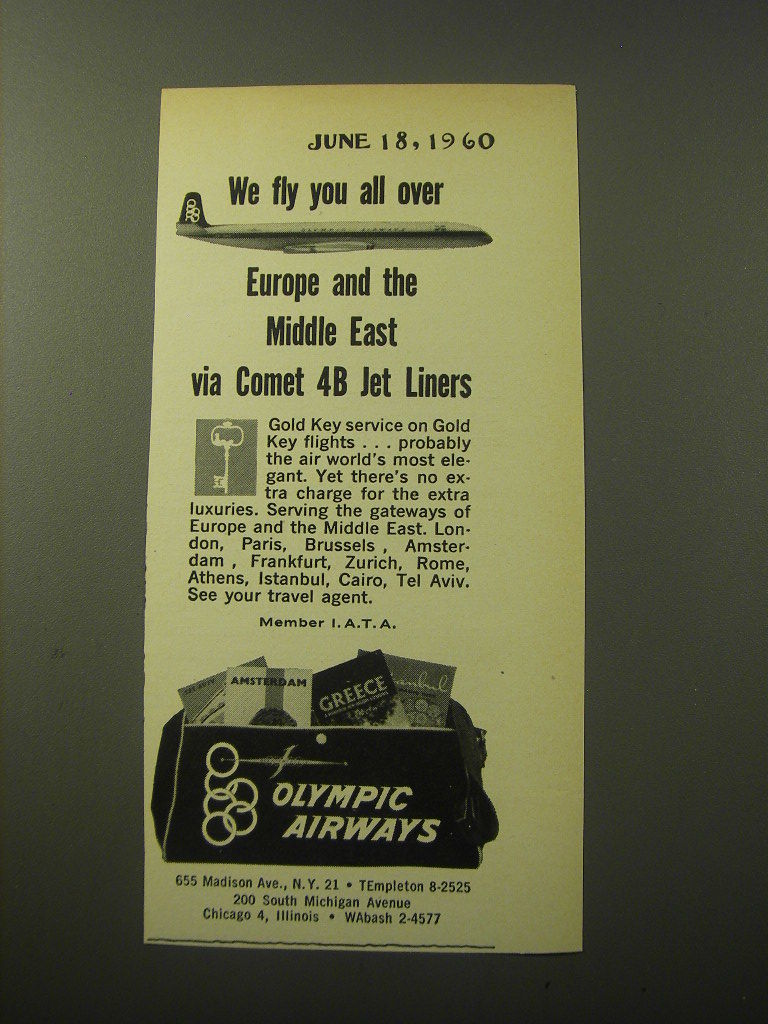 JUNE 18, 1960
We fly you all over
OLYMPIC AIRWAYS
Europe and the
Middle East
via Comet 4B Jet Liners
Gold Key service on Gold
Key flights . . . probably
the air world's most ele-
gant. Yet there's no ex-
tra charge for the extra
luxuries. Serving the gateways of
Europe and the Middle East. Lon-
don, Paris, Brussels , Amster-
dam , Frankfurt, Zurich, Rome,
Athens, Istanbul, Cairo, Tel Aviv.
See your travel agent.
Member I.A.T.A.
AMSTERDAM
GREECE
OLYMPIC
AIRWAYS
655 Madison Ave., N.Y. 21 • TEmpleton 8-2525
200 South Michigan Avenue
Chicago 4, Illinois • WAbash 2-4577